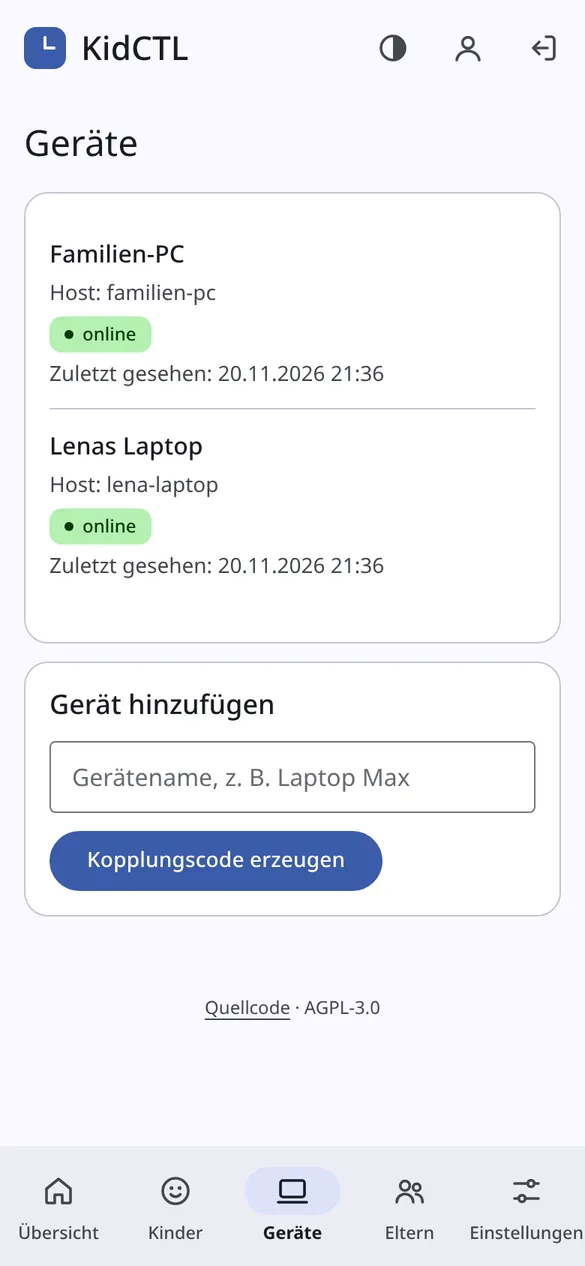 KidCTL
Geräte
Familien-PC
Host: familien-pc
online
Zuletzt gesehen: 20.11.2026 21:36
Lenas Laptop
Host: lena-laptop
online
Zuletzt gesehen: 20.11.2026 21:36
Gerät hinzufügen
Gerätename, z. B. Laptop Max
Kopplungscode erzeugen
Quellcode · AGPL-3.0
Übersicht Kinder Geräte Eltern Einstellungen